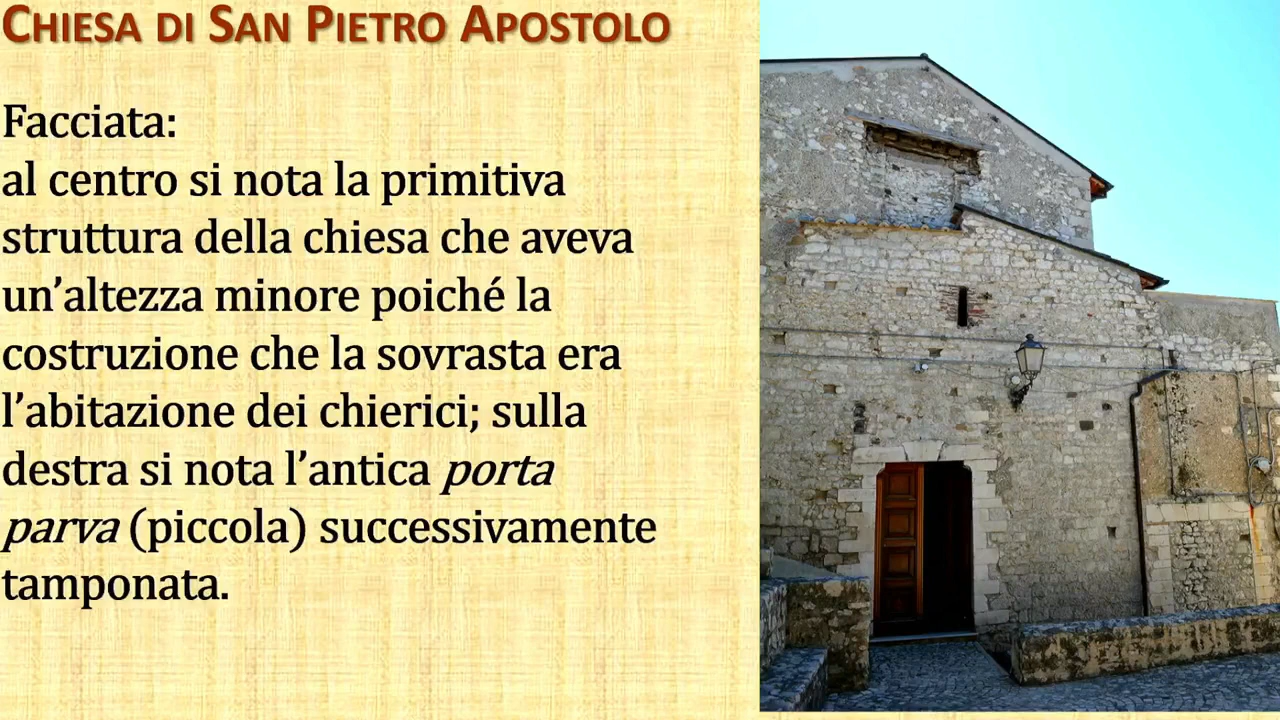 CHIESA DI SAN PIETRO APOSTOLO
Facciata:
al centro si nota la primitiva
struttura della chiesa che aveva
un’altezza minore poiché la
costruzione che la sovrasta era
l’abitazione dei chierici; sulla
destra si nota l’antica porta
parva (piccola) successivamente
tamponata.